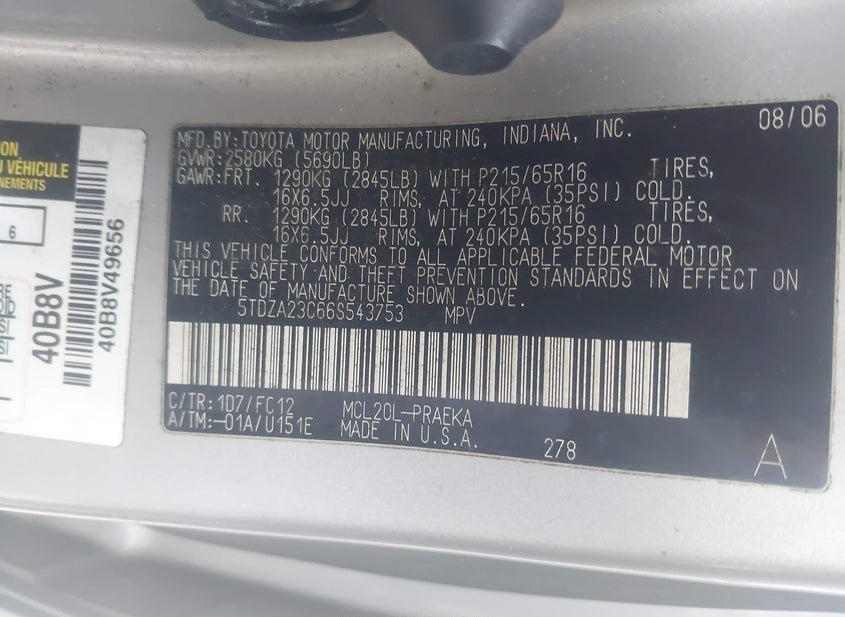 ON
U VÉHICULE
NEMENTS
6
40B8V
40B8V49656
MFD.BY:TOYOTA MOTOR MANUFACTURING, INDIANA, INC. 08/06
GVWR:2580KG (5690LB)
GAWR:FRT. 1290KG (2845LB) WITH P215/65R16 TIRES,
16X6.5JJ RIMS, AT 240KPA (35PSI) COLD.
RR. 1290KG (2845LB) WITH P215/65R16 TIRES,
16X6.5JJ RIMS, AT 240KPA (35PSI) COLD.
THIS VEHICLE CONFORMS TO ALL APPLICABLE FEDERAL MOTOR
VEHICLE SAFETY AND THEFT PREVENTION STANDARDS IN EFFECT ON
THE DATE OF MANUFACTURE SHOWN ABOVE.
5TDZA23C66S543753 MPV
C/TR:1D7/FC12 MCL20L-PRAEKA
A/TM:-01A/U151E MADE IN U.S.A. 278
A